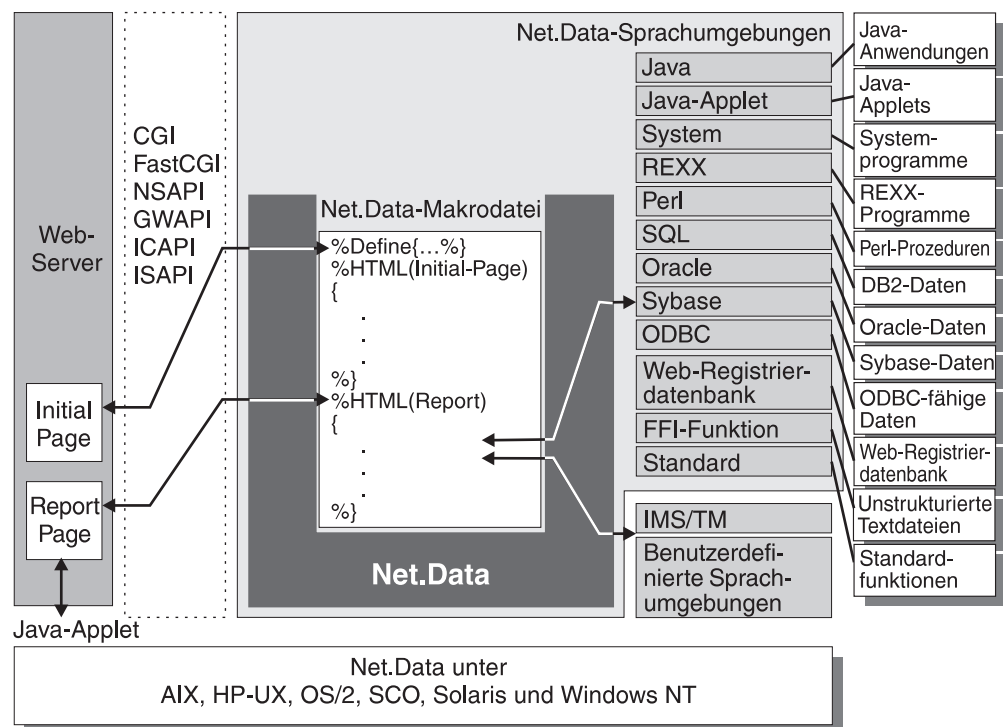 Web-
Server
Initial
Page
Report
Page
Java-Applet
CGI
FastCGI
NSAPI
GWAPI
ICAPI
ISAPI
Net.Data-Sprachumgebungen
Net.Data-Makrodatei
%Define{...%}
%HTML(Initial-Page)
{
.
.
.
%}
%HTML(Report)
{
.
.
.
%}
Net.Data
Java
Java-Applet
System
REXX
Perl
SQL
Oracle
Sybase
ODBC
Web-Registrier-
datenbank
FFI-Funktion
Standard
IMS/TM
Benutzerdefi-
nierte Sprach-
umgebungen
Java-
Anwendungen
Java-
Applets
System-
programme
REXX-
Programme
Perl-Prozeduren
DB2-Daten
Oracle-Daten
Sybase-Daten
ODBC-fähige
Daten
Web-Registrier-
datenbank
Unstrukturierte
Textdateien
Standard-
funktionen
Net.Data unter
AIX, HP-UX, OS/2, SCO, Solaris und Windows NT